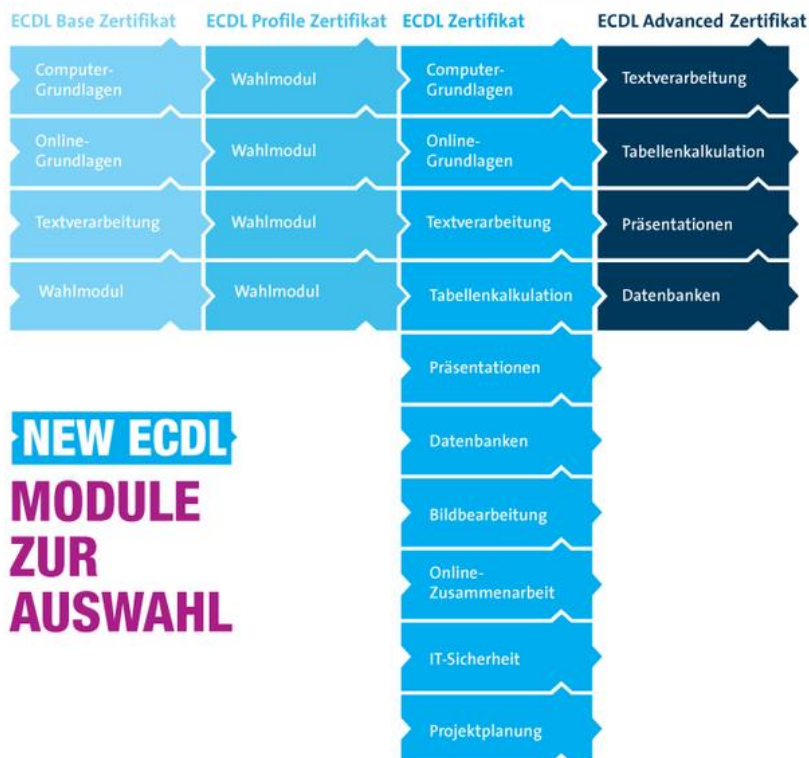 ECDL Base Zertifikat
Computer-
Grundlagen
Online-
Grundlagen
Textverarbeitung
Wahlmodul
ECDL Profile Zertifikat
Wahlmodul
Wahlmodul
Wahlmodul
Wahlmodul
ECDL Zertifikat
Computer-
Grundlagen
Online-
Grundlagen
Textverarbeitung
Tabellenkalkulation
Präsentationen
Datenbanken
Bildbearbeitung
Online-
Zusammenarbeit
IT-Sicherheit
Projektplanung
ECDL Advanced Zertifikat
Textverarbeitung
Tabellenkalkulation
Präsentationen
Datenbanken
NEW ECDL
MODULE
ZUR
AUSWAHL